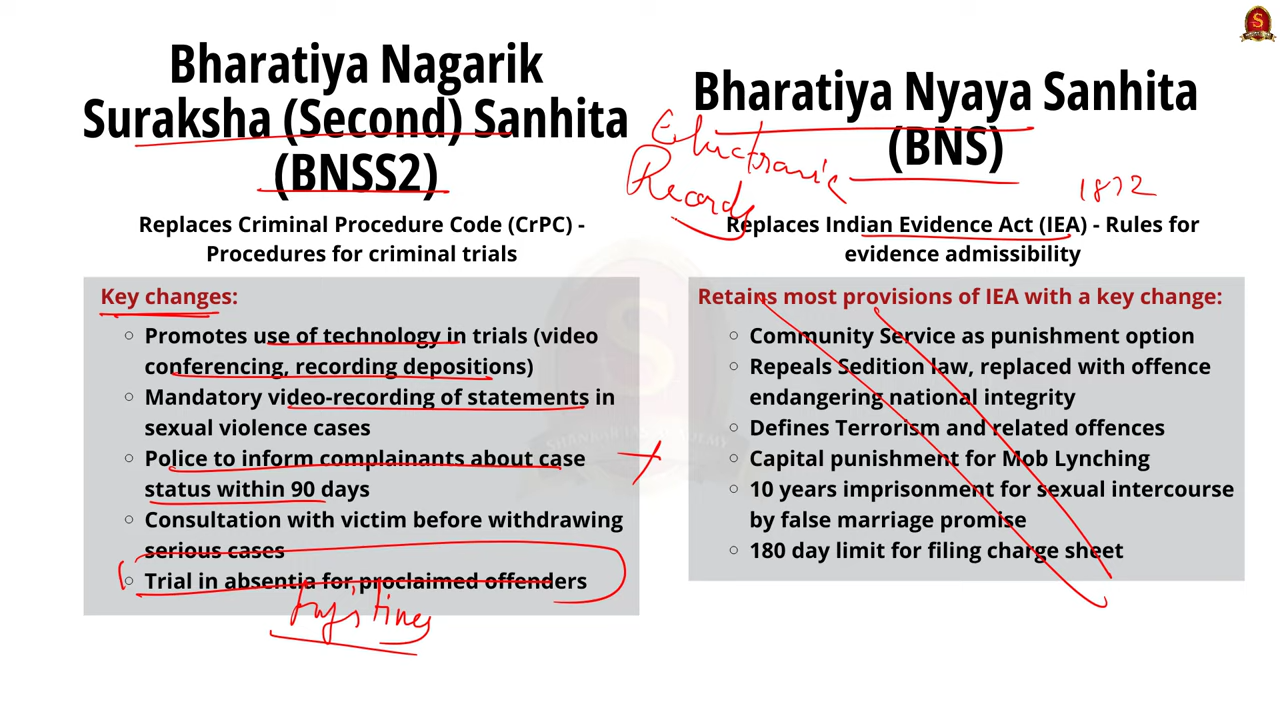 Bharatiya Nagarik
Suraksha (Second) Sanhita
(BNSS2)
Replaces Criminal Procedure Code (CrPC) -
Procedures for criminal trials
Key changes:
Promotes use of technology in trials (video
conferencing, recording depositions)
Mandatory video-recording of statements in
sexual violence cases
Police to inform complainants about case
status within 90 days
Consultation with victim before withdrawing
serious cases
Trial in absentia for proclaimed offenders
Bharatiya Nyaya Sanhita
(BNS)
Electronic
Records
1872
Replaces Indian Evidence Act (IEA) - Rules for
evidence admissibility
Retains most provisions of IEA with a key change:
Community Service as punishment option
Repeals Sedition law, replaced with offence
endangering national integrity
Defines Terrorism and related offences
Capital punishment for Mob Lynching
10 years imprisonment for sexual intercourse
by false marriage promise
180 day limit for filing charge sheet
SHANKAR IAS ACADEMY